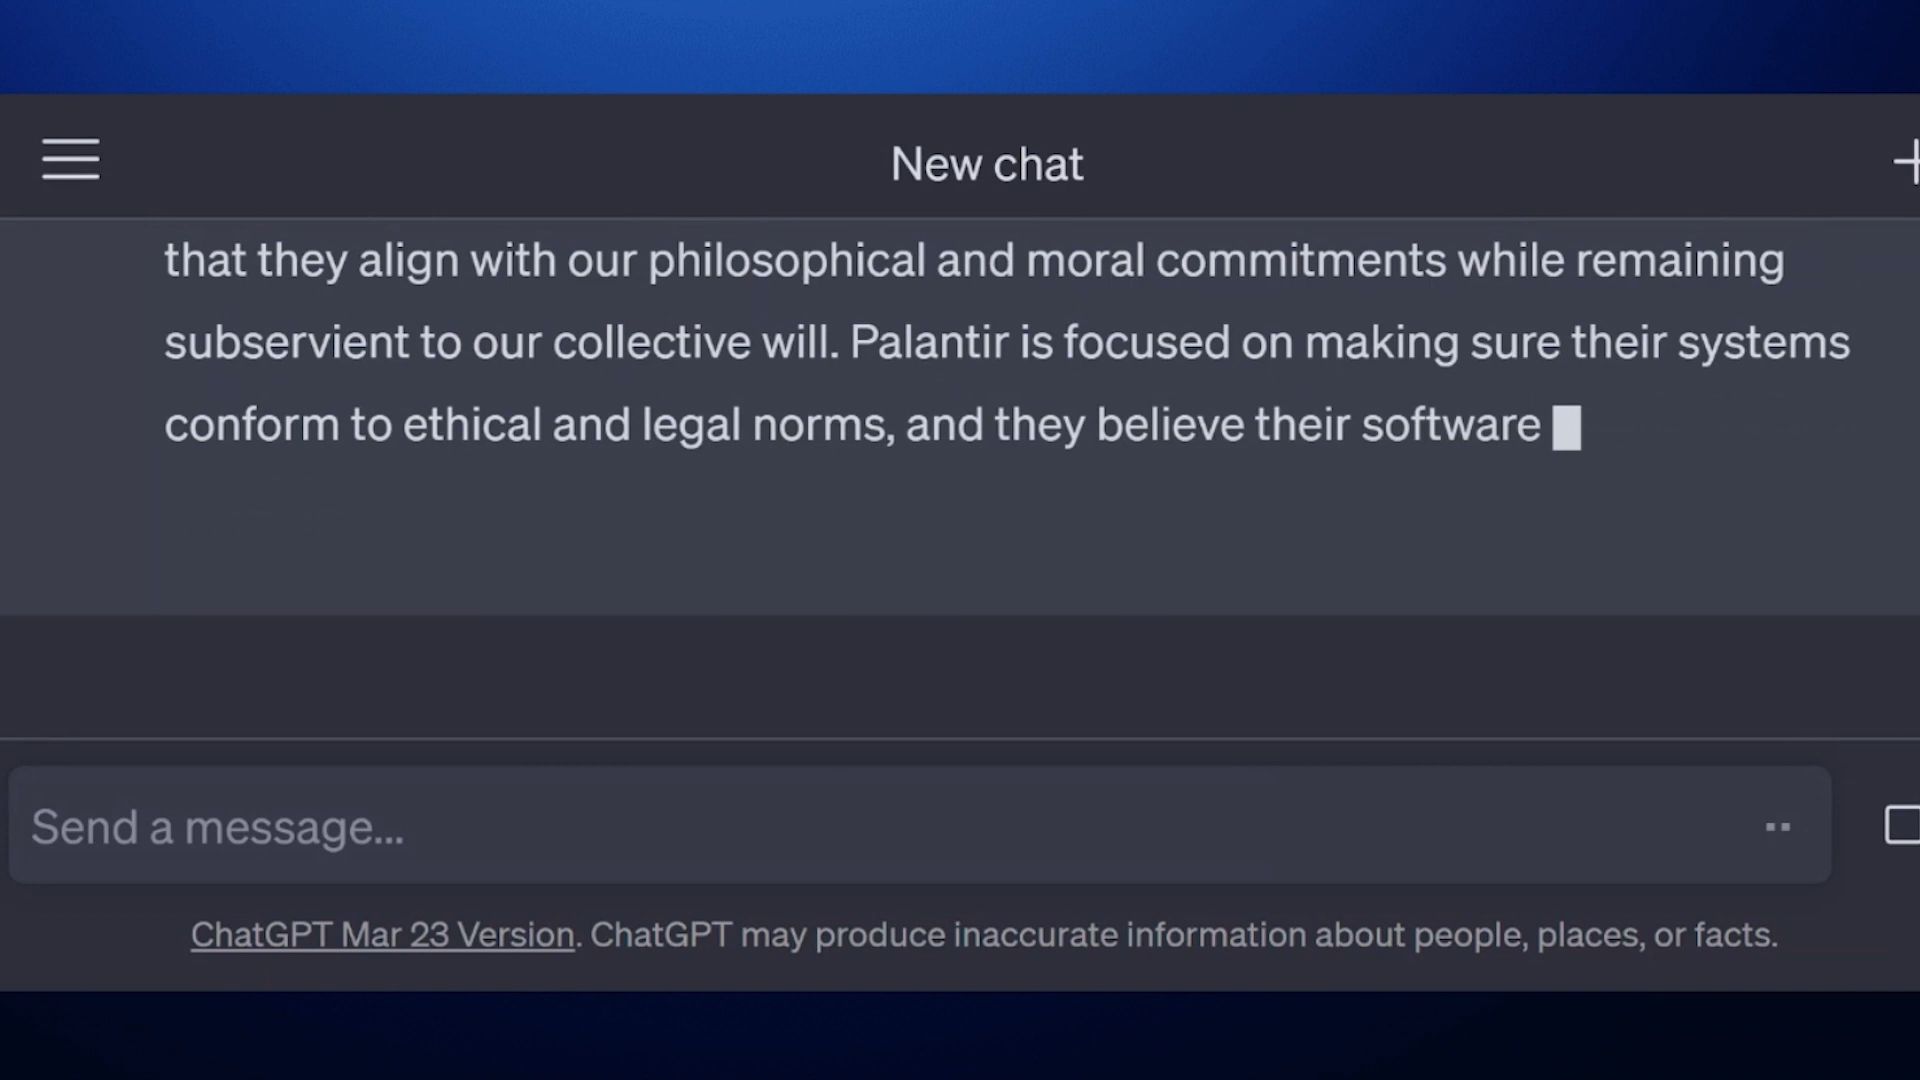 New chat
that they align with our philosophical and moral commitments while remaining
subservient to our collective will. Palantir is focused on making sure their systems
conform to ethical and legal norms, and they believe their software
Send a message...
ChatGPT Mar 23 Version. ChatGPT may produce inaccurate information about people, places, or facts.